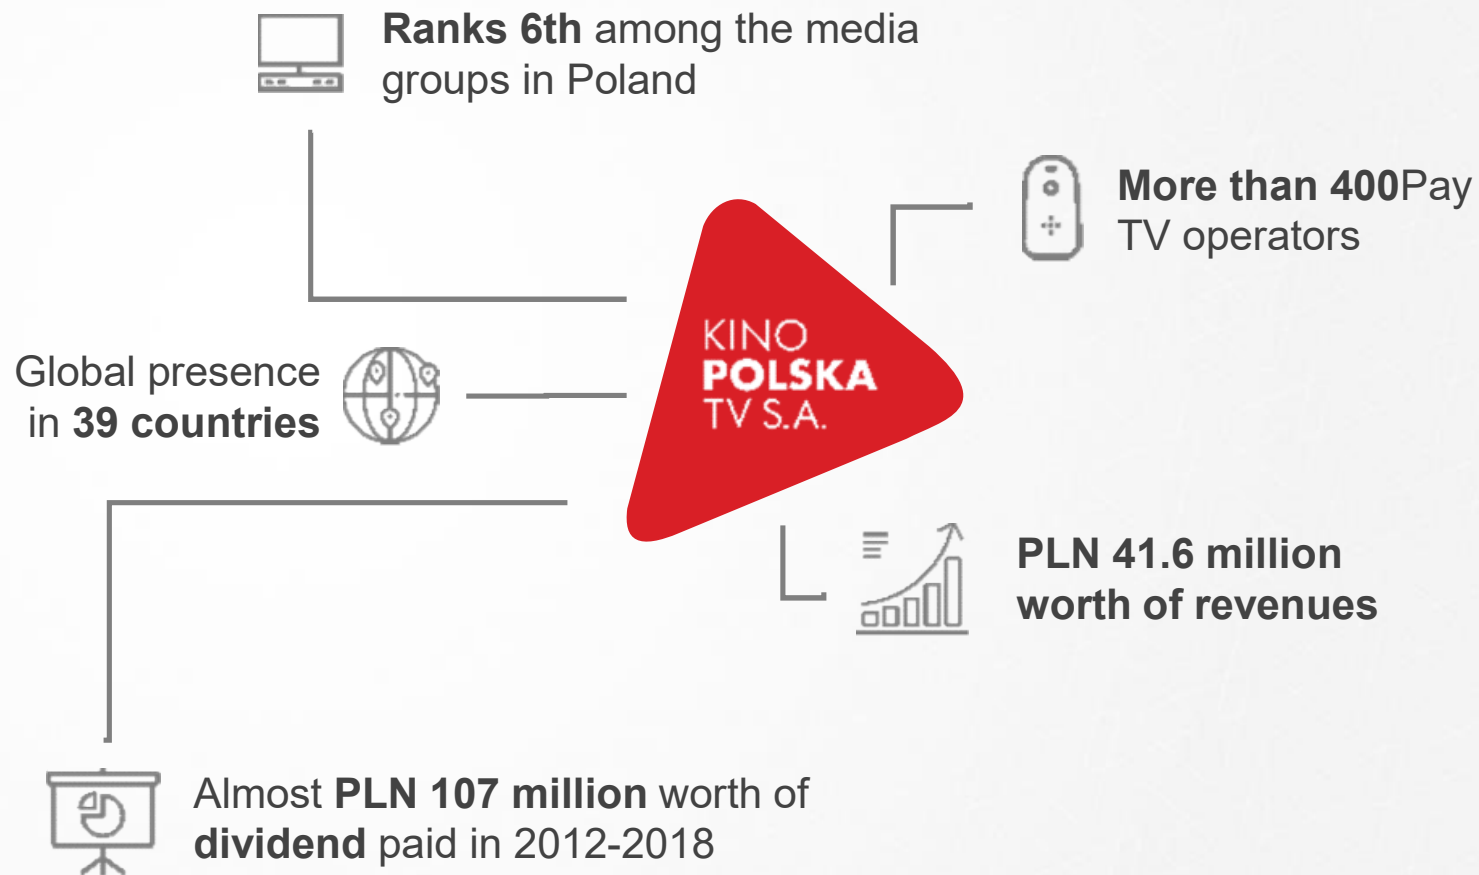 Ranks 6th among the media
groups in Poland
More than 400Pay
TV operators
KINO
POLSKA
TV S.A.
Global presence
in 39 countries
PLN 41.6 million
worth of revenues
Almost PLN 107 million worth of
dividend paid in 2012-2018